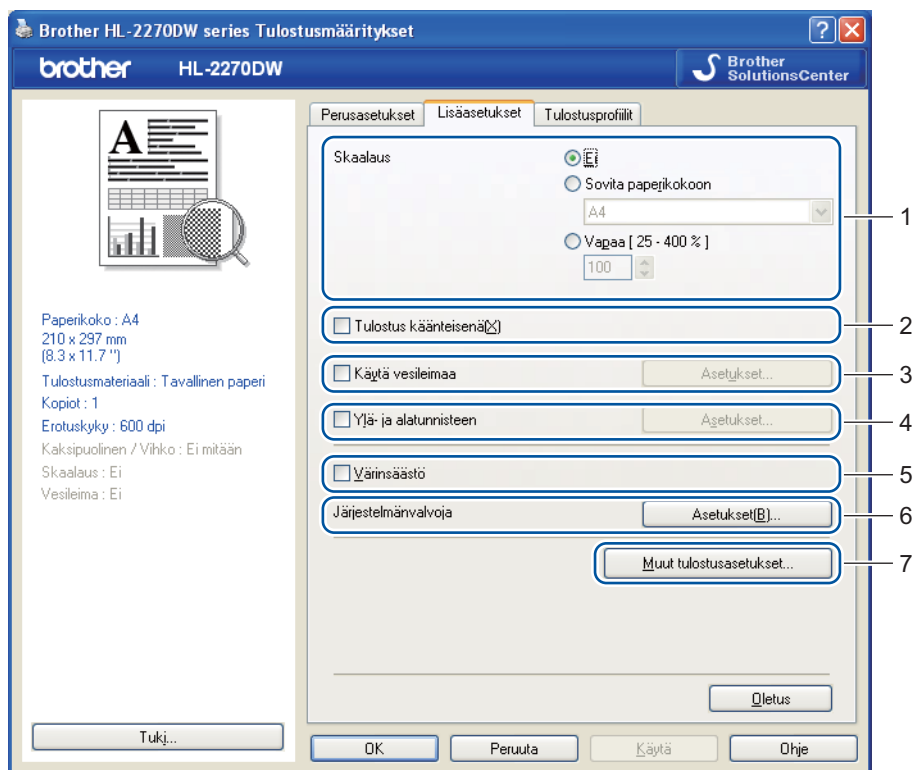 Brother HL-2270DW series Tulostusmääritykset
brother HL-2270DW
Brother
SolutionsCenter
A
Paperikoko : A4
210 x 297 mm
(8.3 x 11.7 ")
Tulostusmateriaali : Tavallinen paperi
Kopiot : 1
Erotuskyky : 600 dpi
Kaksipuolinen / Vihko : Ei mitään
Skaalaus : Ei
Vesileima : Ei
Tuki...
Perusasetukset Lisäasetukset Tulostusprofiilit
Skaalaus Ei
Sovita paperikokoon
A4
1
Vapaa [ 25 - 400 % ]
100
Tulostus käänteisenä(X) 2
Käytä vesileimaa Asetukset... 3
Ylä- ja alatunnisteen Asetukset... 4
Värinsäästö 5
Järjestelmänvalvoja Asetukset(B)... 6
Muut tulostusasetukset... 7
Oletus
OK Peruuta Käytä Ohje